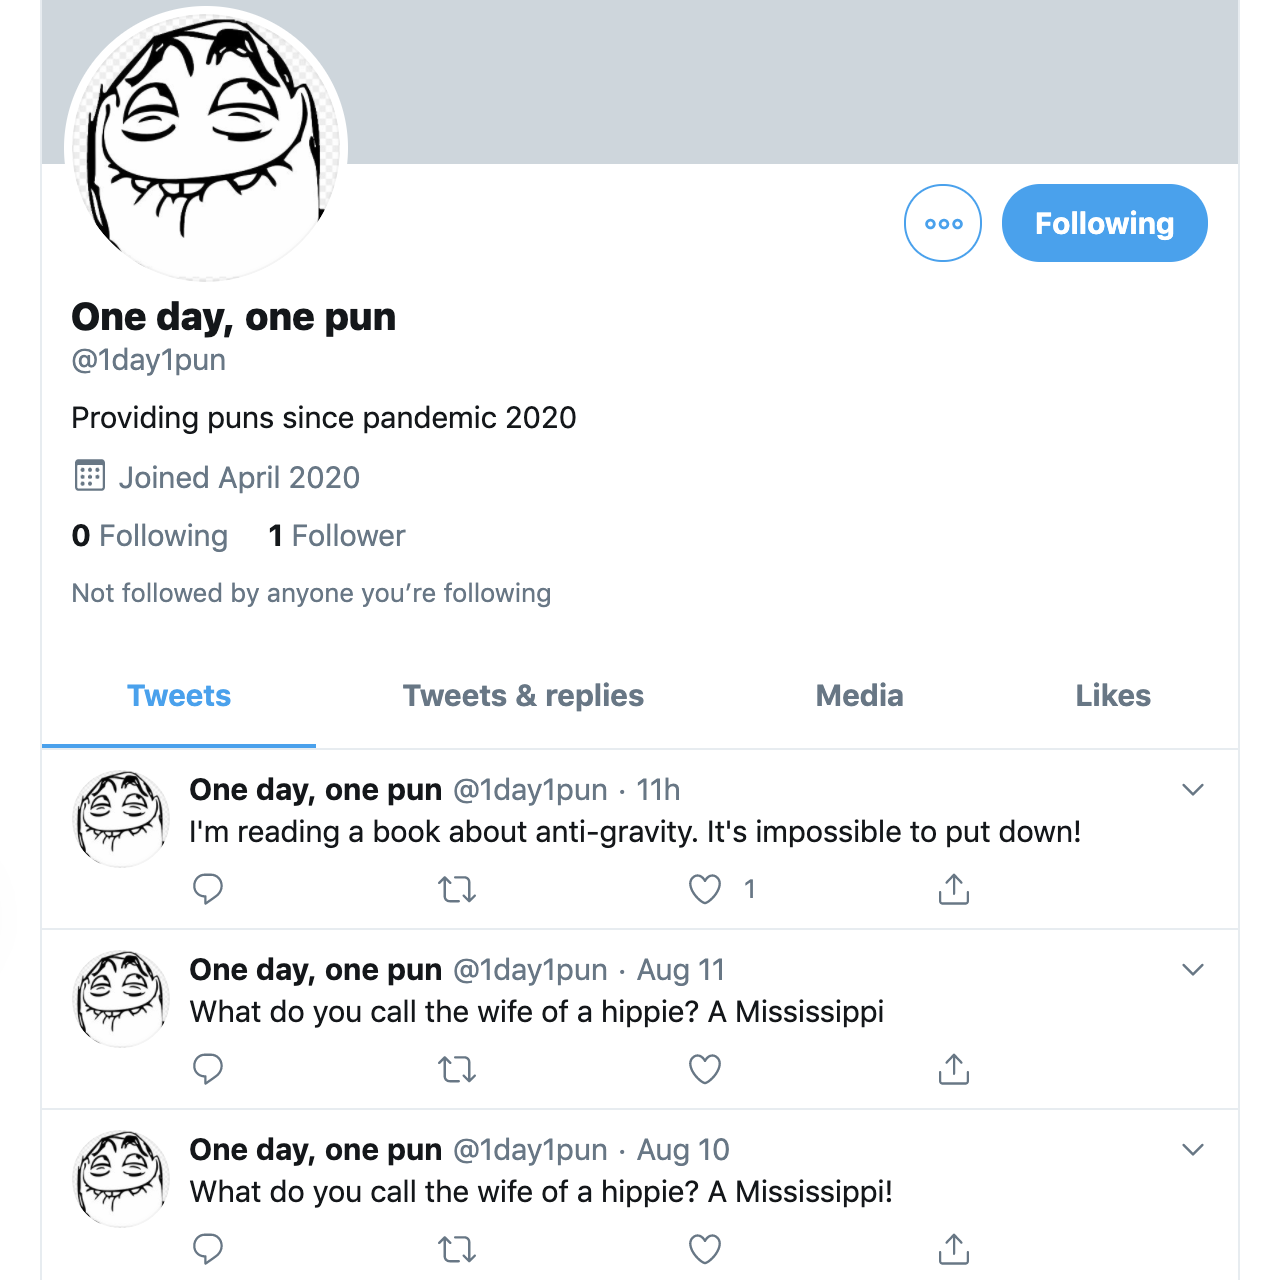 Following
One day, one pun
@1day1pun
Providing puns since pandemic 2020
Joined April 2020
0 Following 1 Follower
Not followed by anyone you’re following
Tweets Tweets & replies Media Likes
One day, one pun @1day1pun · 11h
I'm reading a book about anti-gravity. It's impossible to put down!
1
One day, one pun @1day1pun · Aug 11
What do you call the wife of a hippie? A Mississippi
One day, one pun @1day1pun · Aug 10
What do you call the wife of a hippie? A Mississippi!